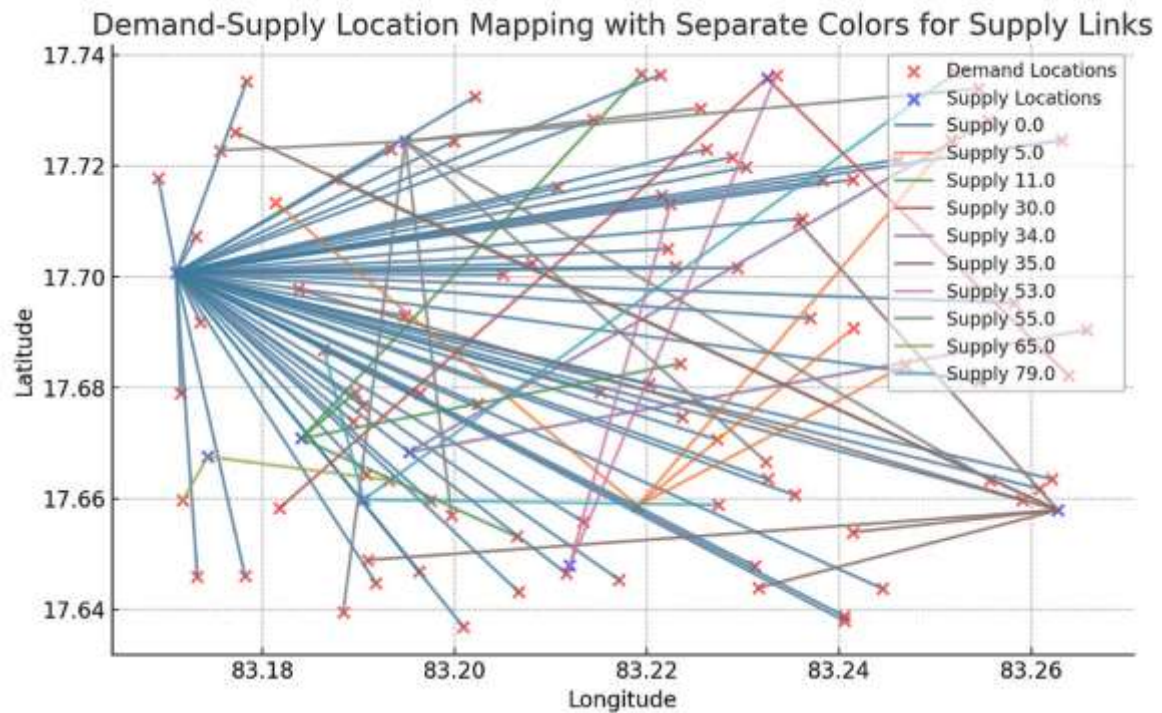 Demand-Supply Location Mapping with Separate Colors for Supply Links
17.74
17.72
17.70
17.68
17.66
17.64
Latitude
83.18
83.20
83.22
83.24
83.26
Longitude
Demand Locations
Supply Locations
Supply 0.0
Supply 5.0
Supply 11.0
Supply 30.0
Supply 34.0
Supply 35.0
Supply 53.0
Supply 55.0
Supply 65.0
Supply 79.0